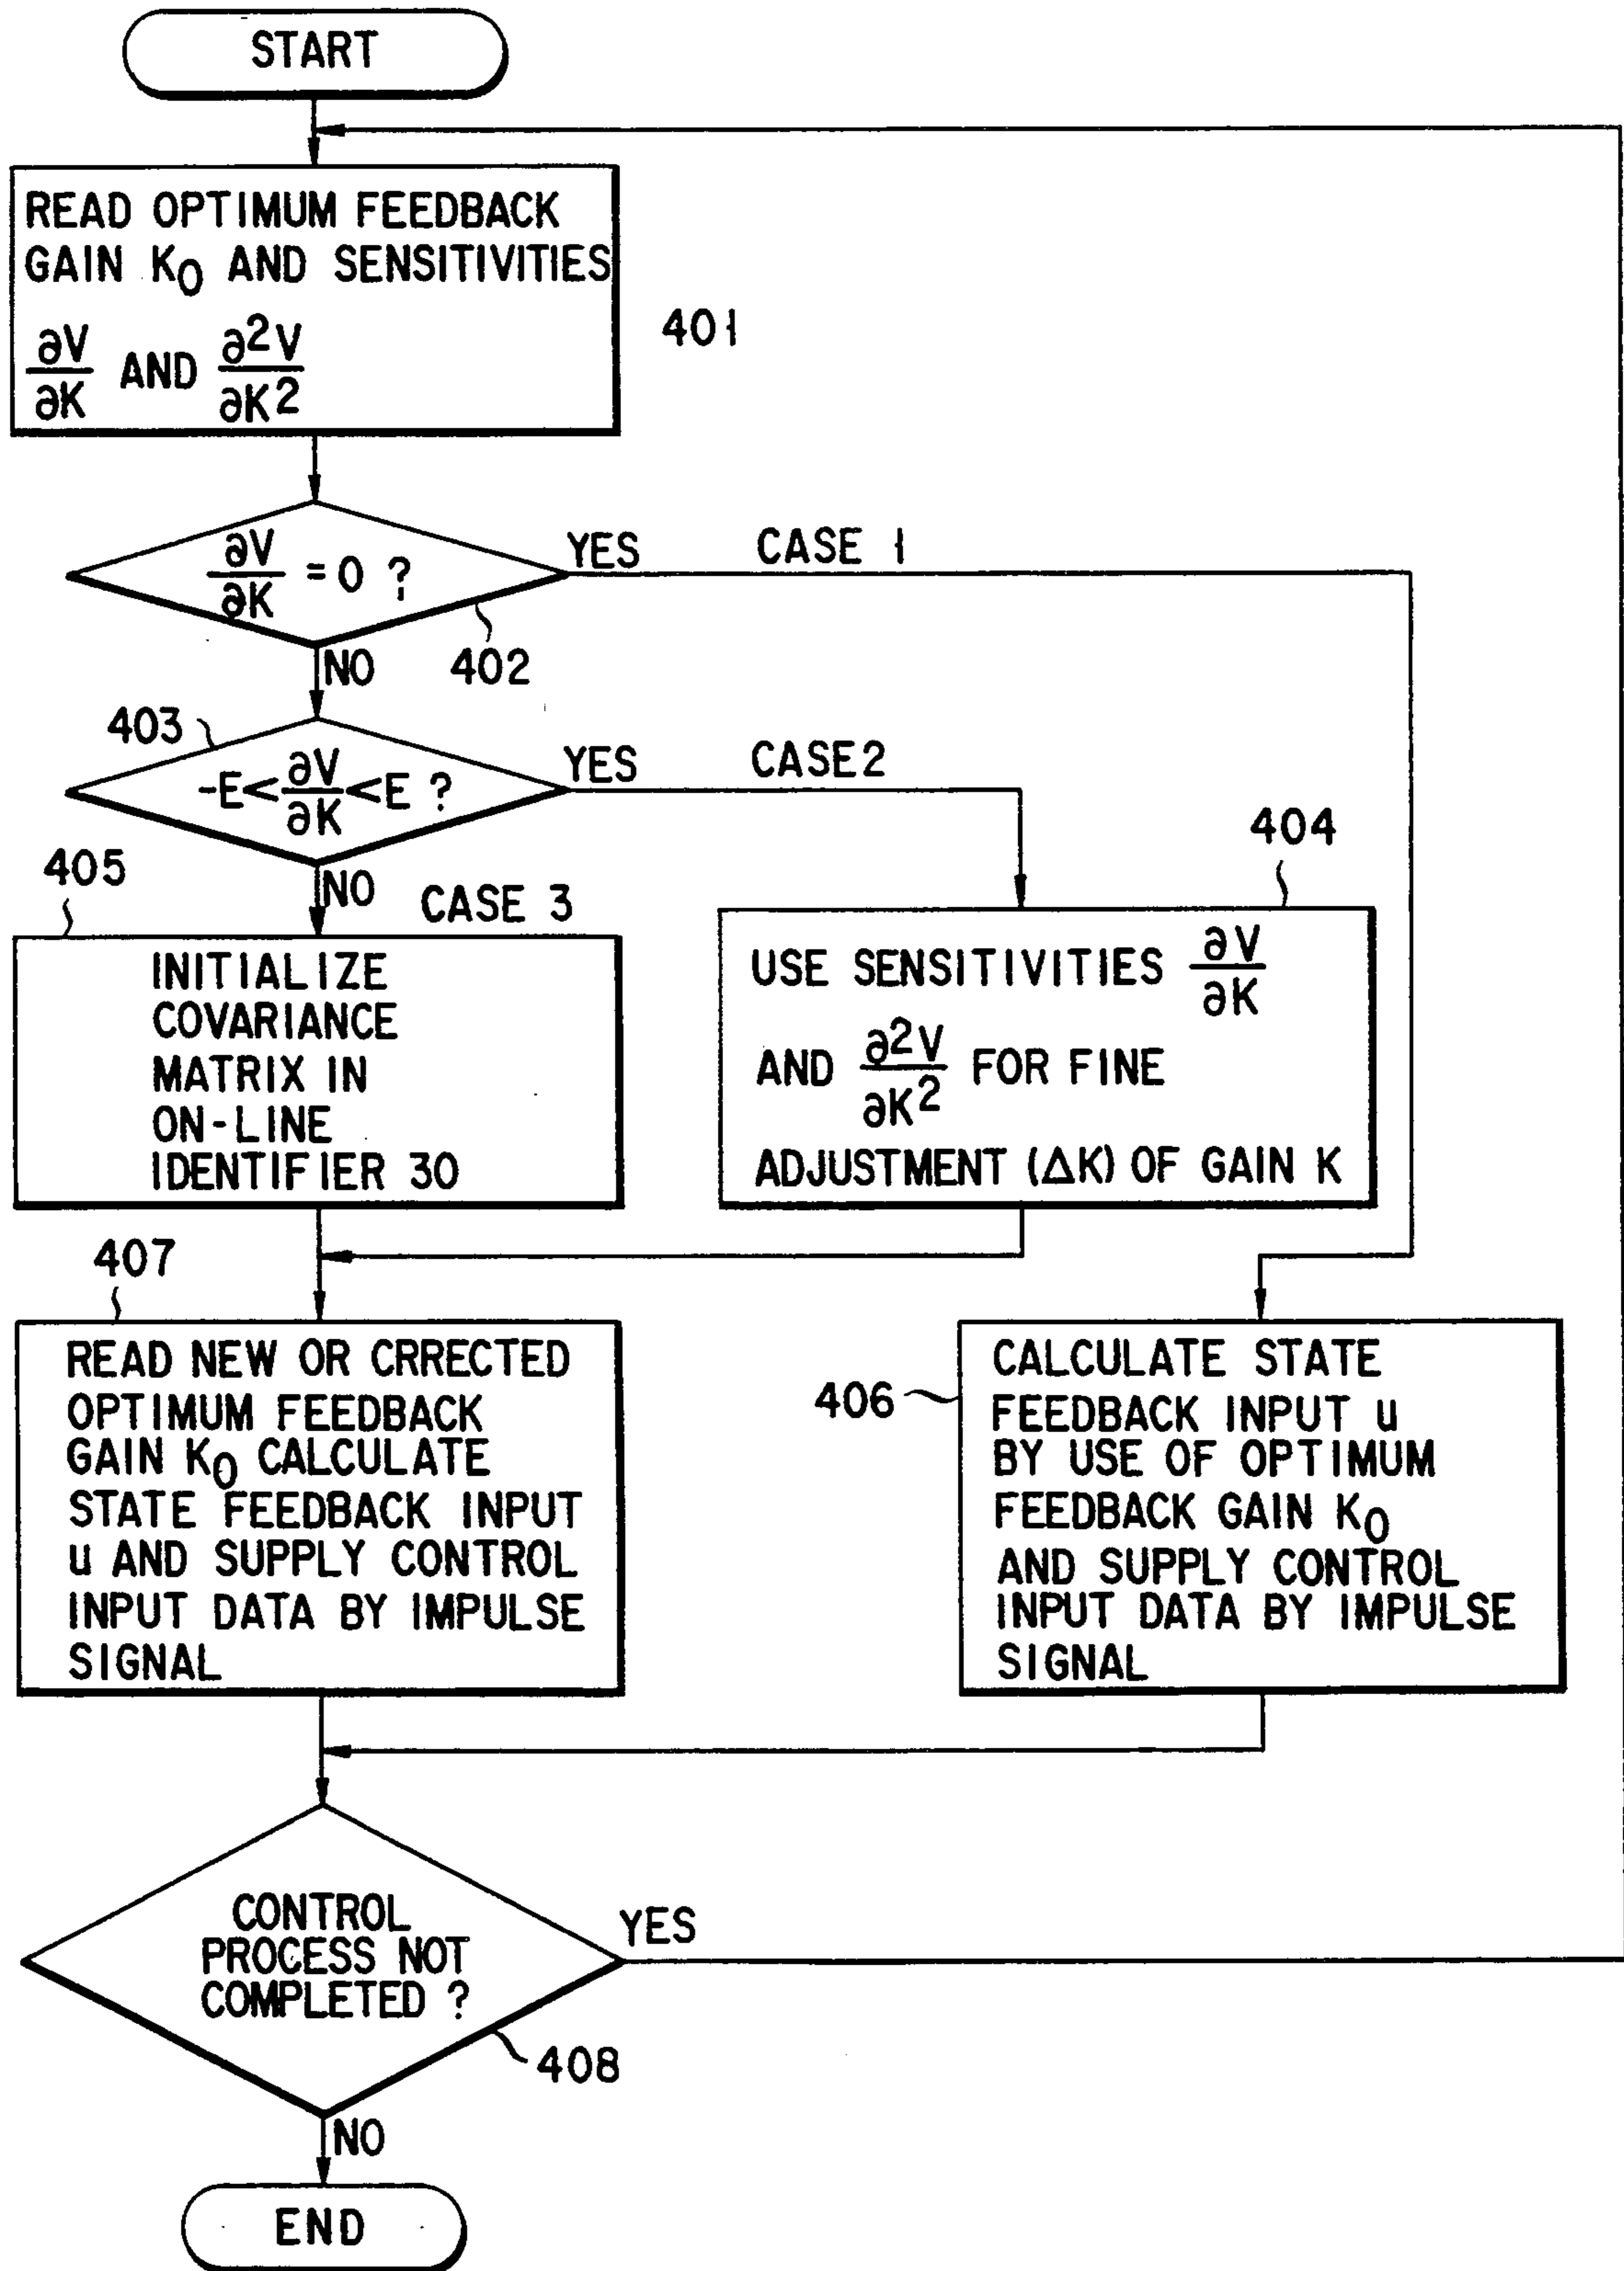 START
READ OPTIMUM FEEDBACK
GAIN K₀ AND SENSITIVITIES
∂V/∂K AND ∂²V/∂K²
401
∂V/∂K = 0 ?
YES
CASE 1
402
NO
403
-E < ∂V/∂K < E ?
YES
CASE2
404
405
NO
CASE 3
INITIALIZE
COVARIANCE
MATRIX IN
ON-LINE
IDENTIFIER 30
USE SENSITIVITIES ∂V/∂K
AND ∂²V/∂K² FOR FINE
ADJUSTMENT (ΔK) OF GAIN K
407
READ NEW OR CRRECTED
OPTIMUM FEEDBACK
GAIN K₀ CALCULATE
STATE FEEDBACK INPUT
u AND SUPPLY CONTROL
INPUT DATA BY IMPULSE
SIGNAL
406
CALCULATE STATE
FEEDBACK INPUT u
BY USE OF OPTIMUM
FEEDBACK GAIN K₀
AND SUPPLY CONTROL
INPUT DATA BY IMPULSE
SIGNAL
CONTROL
PROCESS NOT
COMPLETED ?
YES
408
NO
END